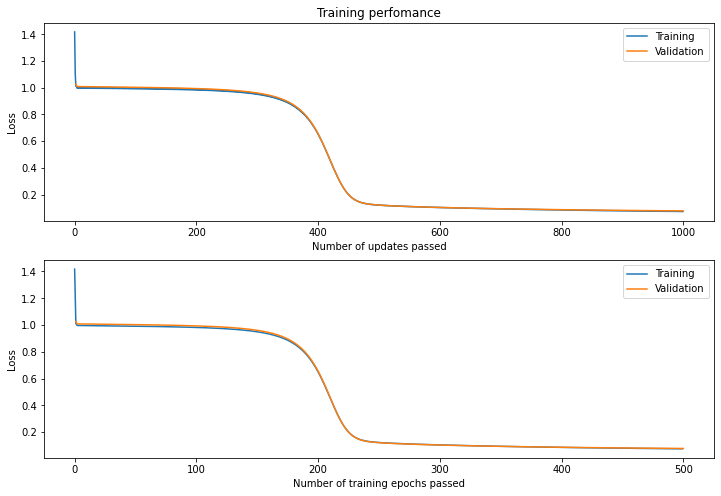 Training perfomance
1.4
1.2
1.0
0.8
0.6
0.4
0.2
Loss
Training
Validation
0 200 400 600 800 1000
Number of updates passed
1.4
1.2
1.0
0.8
0.6
0.4
0.2
Loss
Training
Validation
0 100 200 300 400 500
Number of training epochs passed